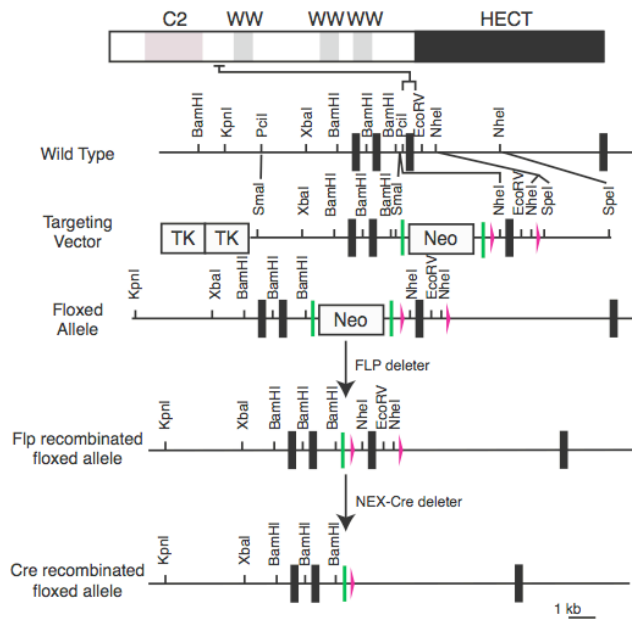 C2 WW WW WW HECT
BamHI KpnI PciI XbaI BamHI BamHI BamHI PciI EcoRV NheI NheI
Wild Type
SmaI XbaI BamHI BamHI BamHI SmaI NheI EcoRV NheI SpeI SpeI
Targeting
Vector
TK TK Neo
KpnI XbaI BamHI BamHI BamHI NheI EcoRV NheI
Floxed
Allele
Neo
FLP deleter
KpnI XbaI BamHI BamHI BamHI NheI EcoRV NheI
Flp recombinated
floxed allele
NEX-Cre deleter
KpnI XbaI BamHI BamHI BamHI
Cre recombinated
floxed allele
1 kb